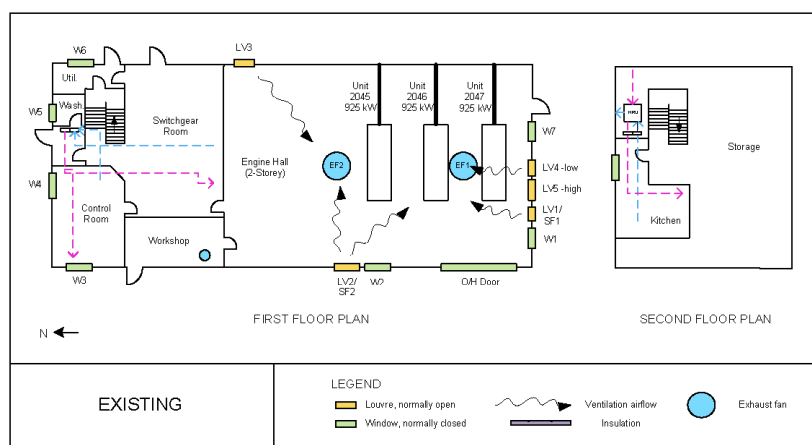 W6
LV3
Util.
Unit
2045
925 kW
Unit
2046
925 kW
Unit
2047
925 kW
W5
Wash.
Switchgear
Room
W7
HRU
Storage
Engine Hall
(2-Storey)
EF2
EF1
LV4 -low
LV5 -high
W4
Control
Room
LV1/
SF1
Kitchen
Workshop
W1
W3
LV2/
SF2
W2
O/H Door
FIRST FLOOR PLAN
SECOND FLOOR PLAN
N
EXISTING
LEGEND
Louvre, normally open
Ventilation airflow
Exhaust fan
Window, normally closed
Insulation